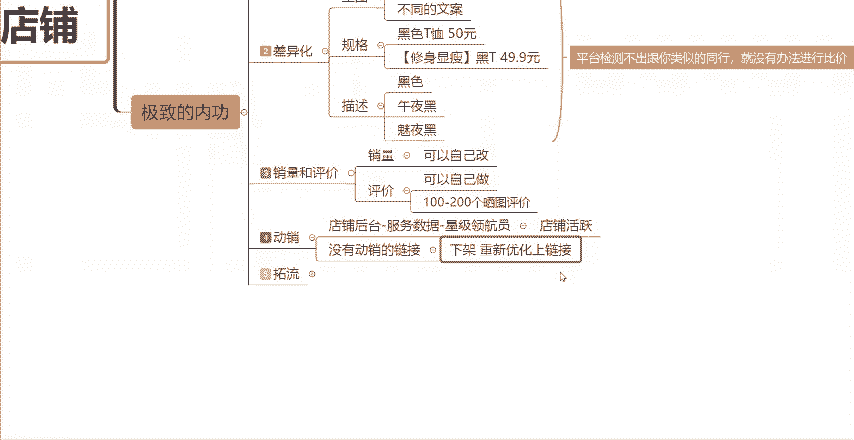 店铺
极致的内功
不同的文案
2 差异化
规格
黑色T恤 50元
【修身显瘦】黑T 49.9元
平台检测不出跟你类似的同行，就没有办法进行比价
描述
黑色
午夜黑
魅夜黑
3 销量和评价
销量
可以自己改
评价
可以自己做
100-200个晒图评价
4 动销
店铺后台-服务数据-星级领航员
店铺活跃
没有动销的链接
下架 重新优化上链接
5 拓流